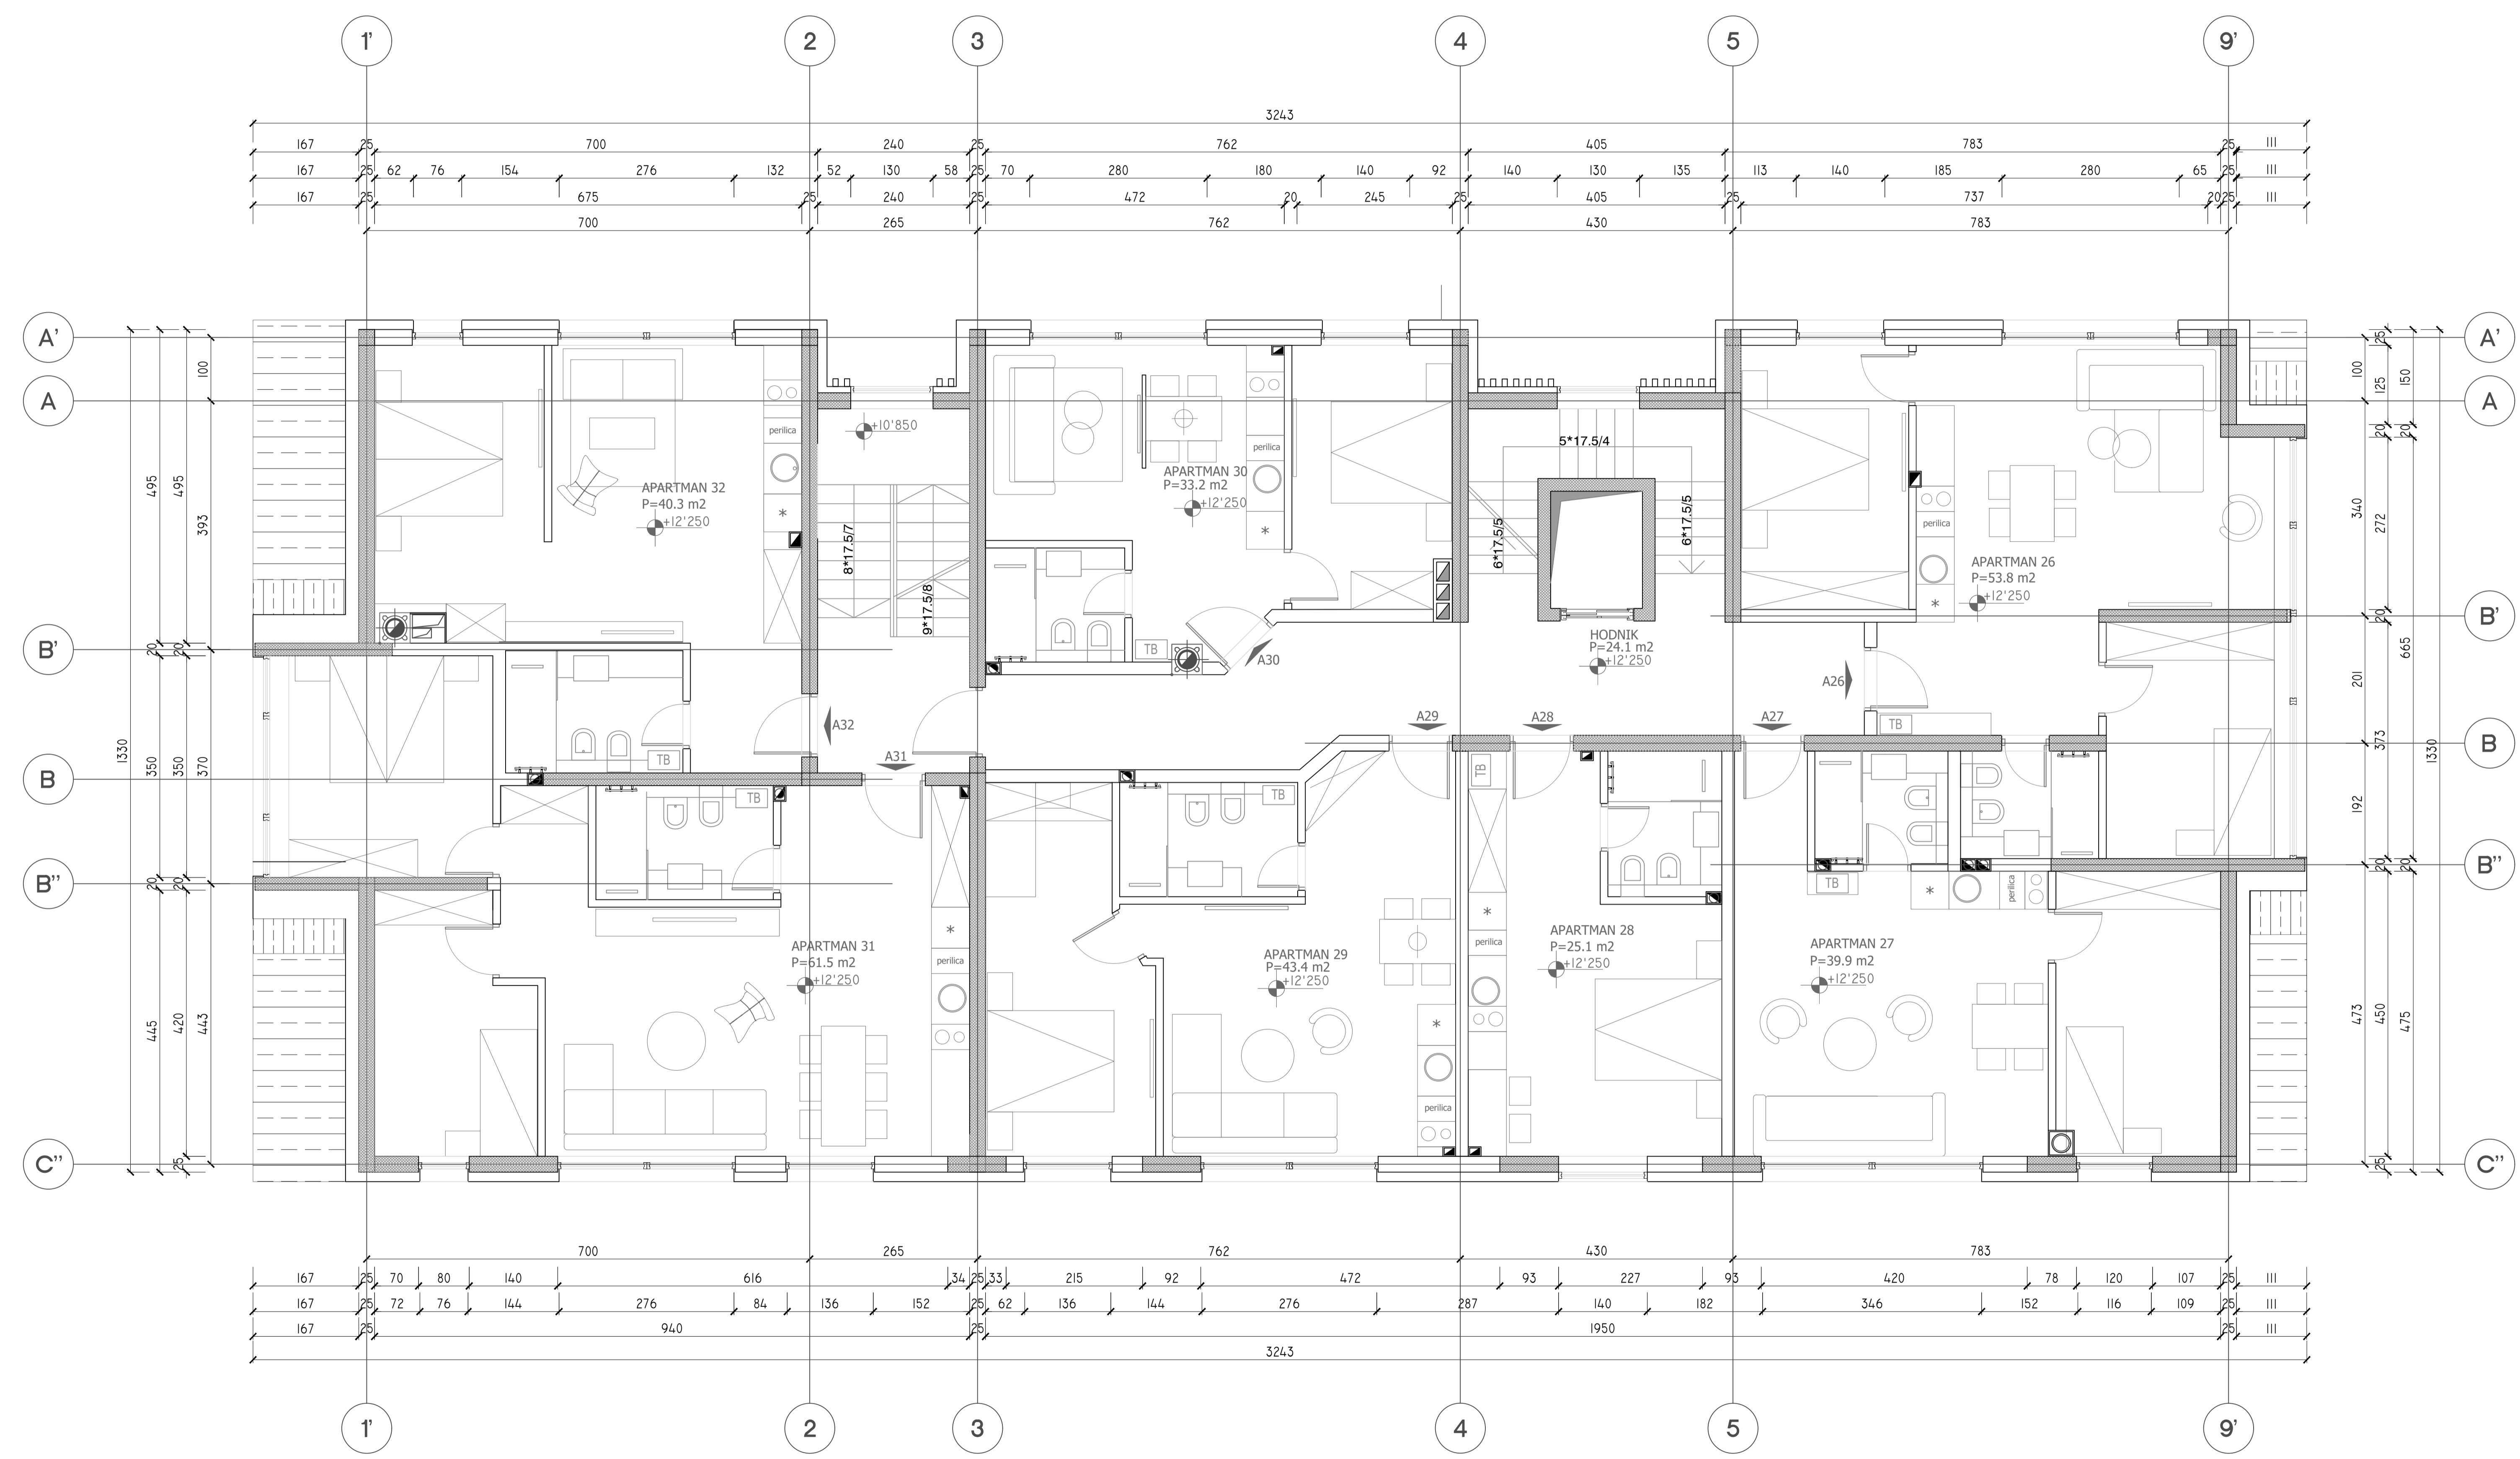 1’ 2 3 4 5 9’
3243
167 25 700 240 25 762 405 783 25 111
167 25 62 76 154 276 132 52 130 58 25 70 280 180 140 92 140 130 135 113 140 185 280 65 25 111
167 25 675 25 240 25 472 20 245 25 405 25 737 20 25 111
700 265 762 430 783
A’ A’
A A
B’ B’
B B
B’’ B’’
C’’ C’’
1330
495 20 350 20 445
495 20 350 20 420 25
100 393 370 443
100 340 201 192 473
25 125 20 272 20 373 20 450 25
150 20 665 20 475
1330
perilica
*
APARTMAN 32
P=40.3 m2
+12'250
+10'850
8*17.5/7
9*17.5/8
APARTMAN 30
P=33.2 m2
+12'250
perilica
*
TB
A30
5*17.5/4
6*17.5/5
6*17.5/5
HODNIK
P=24.1 m2
+12'250
perilica
*
APARTMAN 26
P=53.8 m2
+12'250
A26
TB
TB
A32
A31
A29
A28
A27
TB
TB
TB
TB
*
perilica
APARTMAN 31
P=61.5 m2
+12'250
APARTMAN 29
P=43.4 m2
+12'250
*
perilica
*
perilica
APARTMAN 28
P=25.1 m2
+12'250
*
perilica
APARTMAN 27
P=39.9 m2
+12'250
700 265 762 430 783
167 25 70 80 140 616 34 25 33 215 92 472 93 227 93 420 78 120 107 25 111
167 25 72 76 144 276 84 136 152 25 62 136 144 276 287 140 182 346 152 116 109 25 111
167 25 940 25 1950 25 111
3243
1’ 2 3 4 5 9’